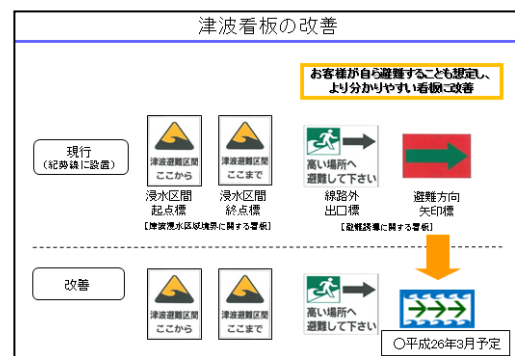 津波看板の改善
お客様が自ら避難することも想定し、
より分かりやすい看板に改善
現行
(紀勢線に設置)
津波避難区間
ここから
津波避難区間
ここまで
高い場所へ
避難して下さい
浸水区間
起点標
浸水区間
終点標
線路外
出口標
避難方向
矢印標
【津波浸水区域境界に関する看板】
【避難誘導に関する看板】
改善
津波避難区間
ここから
津波避難区間
ここまで
高い場所へ
避難して下さい
○平成26年3月予定